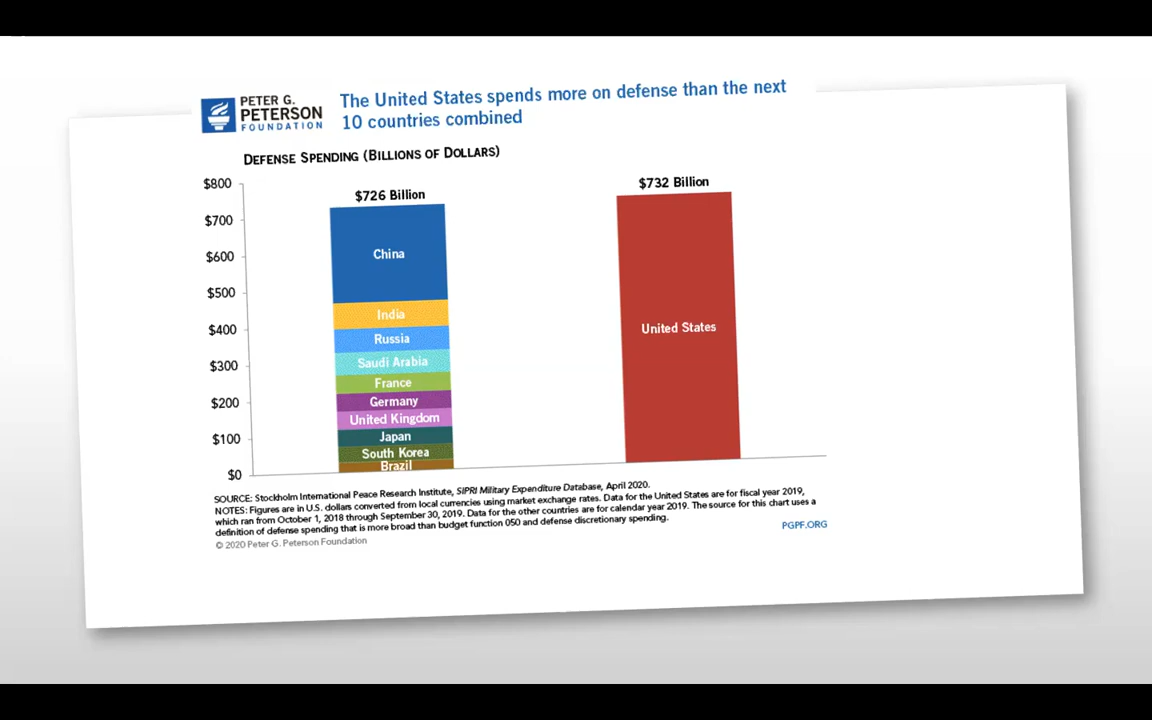 PETER G.
PETERSON
FOUNDATION
The United States spends more on defense than the next
10 countries combined
DEFENSE SPENDING (BILLIONS OF DOLLARS)
$800
$700
$600
$500
$400
$300
$200
$100
$0
$726 Billion
China
India
Russia
Saudi Arabia
France
Germany
United Kingdom
Japan
South Korea
Brazil
$732 Billion
United States
SOURCE: Stockholm International Peace Research Institute, SIPRI Military Expenditure Database, April 2020.
NOTES: Figures are in U.S. dollars converted from local currencies using market exchange rates. Data for the United States are for fiscal year 2019,
which ran from October 1, 2018 through September 30, 2019. Data for the other countries are for calendar year 2019. The source for this chart uses a
definition of defense spending that is more broad than budget function 050 and defense discretionary spending.
© 2020 Peter G. Peterson Foundation
PGPF.ORG